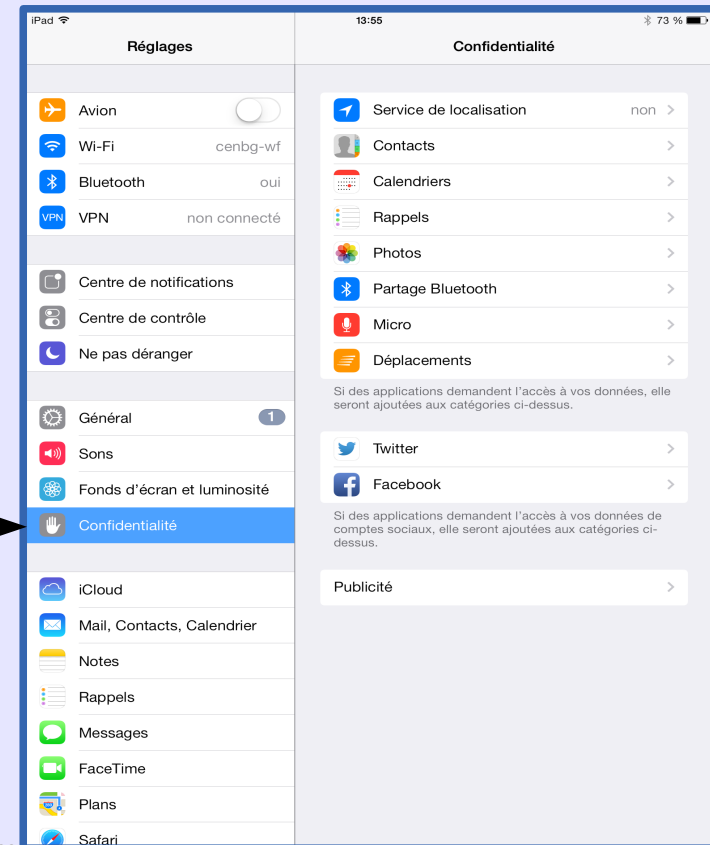 iPad 13:55 73 %
Réglages
Avion
Wi-Fi cenbg-wf
Bluetooth oui
VPN VPN non connecté
Centre de notifications
Centre de contrôle
Ne pas déranger
Général 1
Sons
Fonds d’écran et luminosité
Confidentialité
iCloud
Mail, Contacts, Calendrier
Notes
Rappels
Messages
FaceTime
Plans
Safari
Confidentialité
Service de localisation non
Contacts
Calendriers
Rappels
Photos
Partage Bluetooth
Micro
Déplacements
Si des applications demandent l’accès à vos données, elle
seront ajoutées aux catégories ci-dessus.
Twitter
Facebook
Si des applications demandent l’accès à vos données de
comptes sociaux, elle seront ajoutées aux catégories ci-
dessus.
Publicité